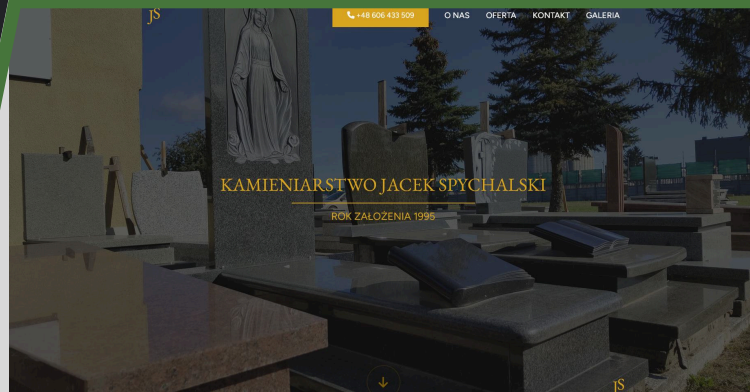 JS
+48 606 433 509
O NAS
OFERTA
KONTAKT
GALERIA
KAMIENIARSTWO JACEK SPYCHALSKI
ROK ZAŁOŻENIA 1995
JS